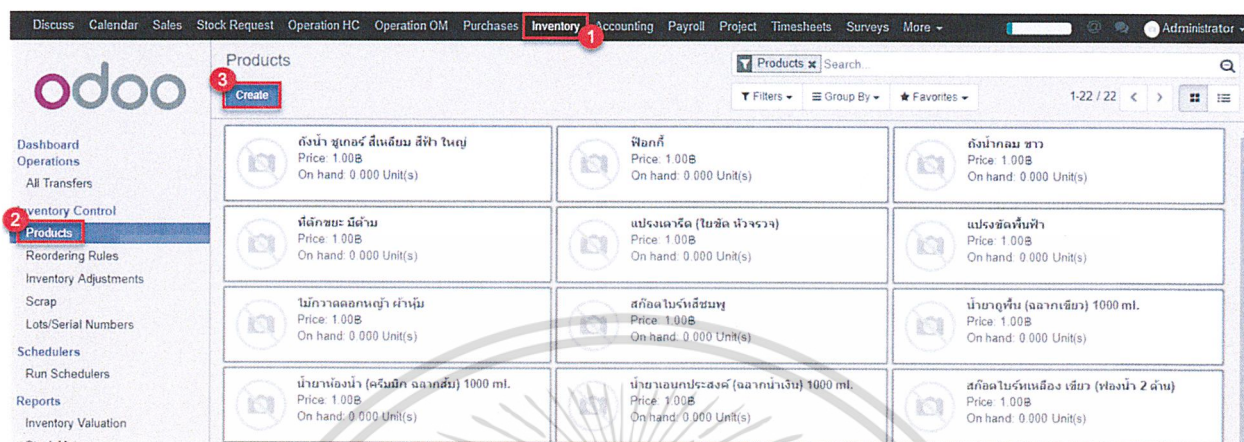 Discuss Calendar Sales Stock Request Operation HC Operation OM Purchases Inventory Accounting Payroll Project Timesheets Surveys More Administrator
1
odoo
Products
Products × Search...
3
Create
Filters Group By Favorites 1-22 / 22
Dashboard
Operations
All Transfers
Inventory Control
2
Products
Reordering Rules
Inventory Adjustments
Scrap
Lots/Serial Numbers
Schedulers
Run Schedulers
Reports
Inventory Valuation
ถังน้ำ ชูเกอร์ สี่เหลี่ยม สีฟ้า ใหญ่
Price: 1.00฿
On hand: 0.000 Unit(s)
ฟ๊อกกี้
Price: 1.00฿
On hand: 0.000 Unit(s)
ถังน้ำกลม ขาว
Price: 1.00฿
On hand: 0.000 Unit(s)
ที่ตักขยะ มีด้าม
Price: 1.00฿
On hand: 0.000 Unit(s)
แปรงเตารีด (ใยขัด หัวจรวจ)
Price: 1.00฿
On hand: 0.000 Unit(s)
แปรงขัดพื้นฟ้า
Price: 1.00฿
On hand: 0.000 Unit(s)
ไม้กวาดดอกหญ้า ผ้าหุ้ม
Price: 1.00฿
On hand: 0.000 Unit(s)
สก๊อตไบร์ทสีชมพู
Price: 1.00฿
On hand: 0.000 Unit(s)
น้ำยาถูพื้น (ฉลากเขียว) 1000 ml.
Price: 1.00฿
On hand: 0.000 Unit(s)
น้ำยาห้องน้ำ (ครีมมิก ฉลากส้ม) 1000 ml.
Price: 1.00฿
On hand: 0.000 Unit(s)
น้ำยาเอนกประสงค์ (ฉลากน้ำเงิน) 1000 ml.
Price: 1.00฿
On hand: 0.000 Unit(s)
สก๊อตไบร์ทเหลือง เขียว (ฟองน้ำ 2 ด้าน)
Price: 1.00฿
On hand: 0.000 Unit(s)